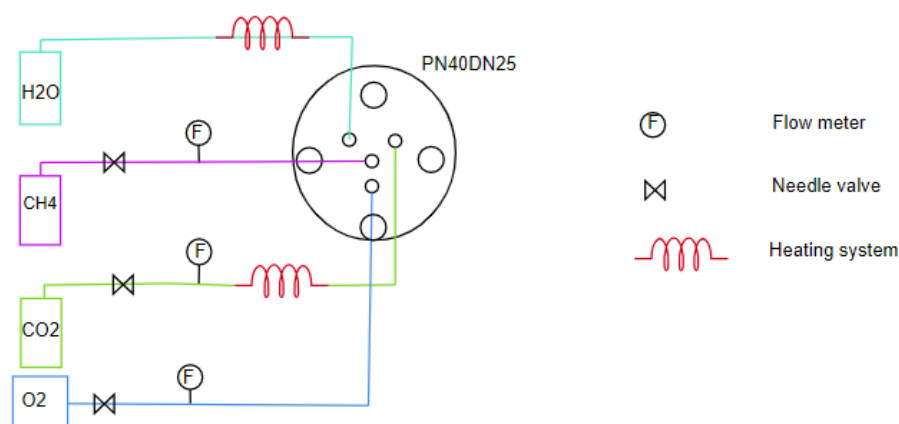 PN40DN25
H2O
F
Flow meter
F
CH4
Needle valve
F
Heating system
CO2
F
O2